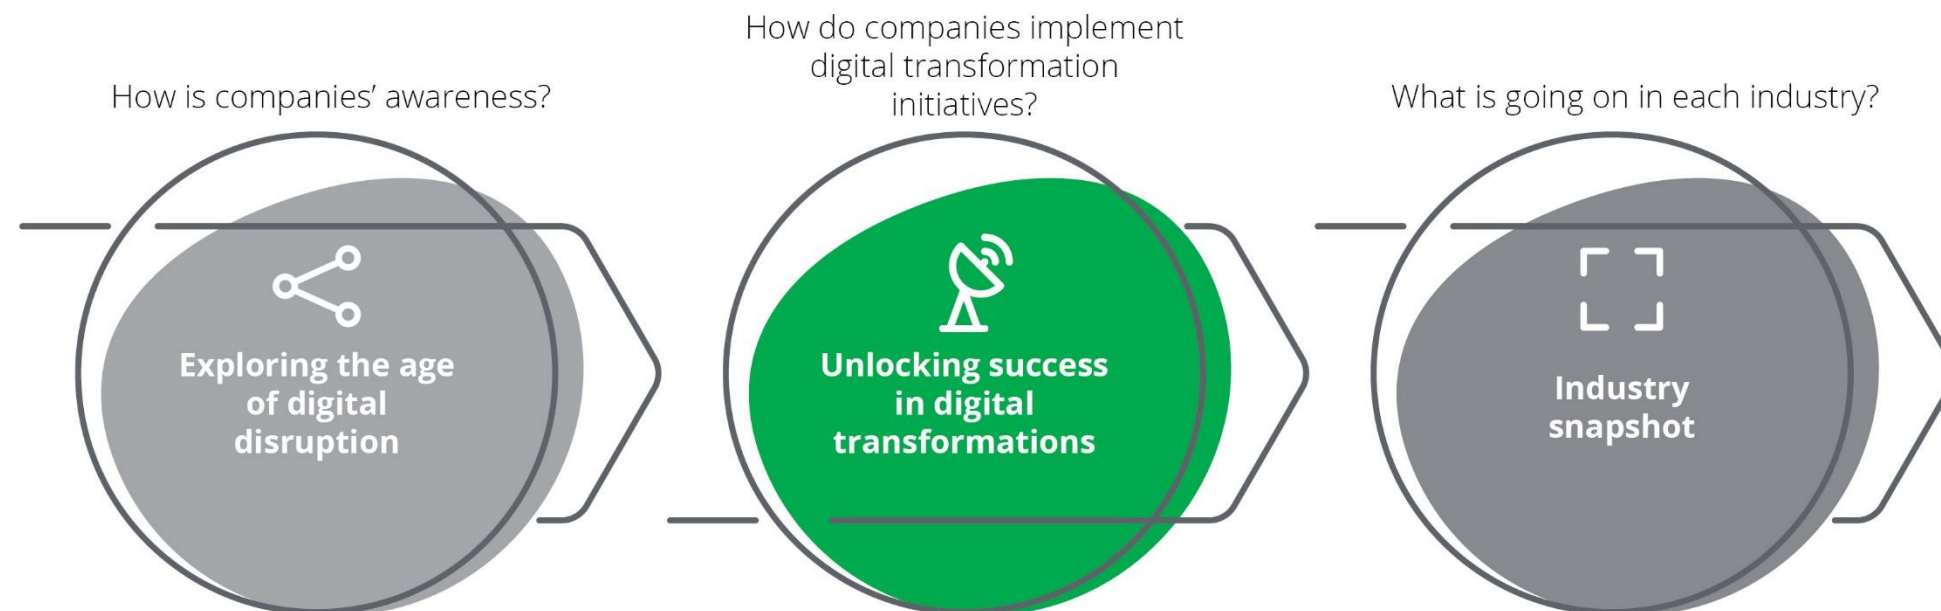 How is companies’ awareness?
Exploring the age
of digital
disruption
How do companies implement
digital transformation
initiatives?
Unlocking success
in digital
transformations
What is going on in each industry?
Industry
snapshot